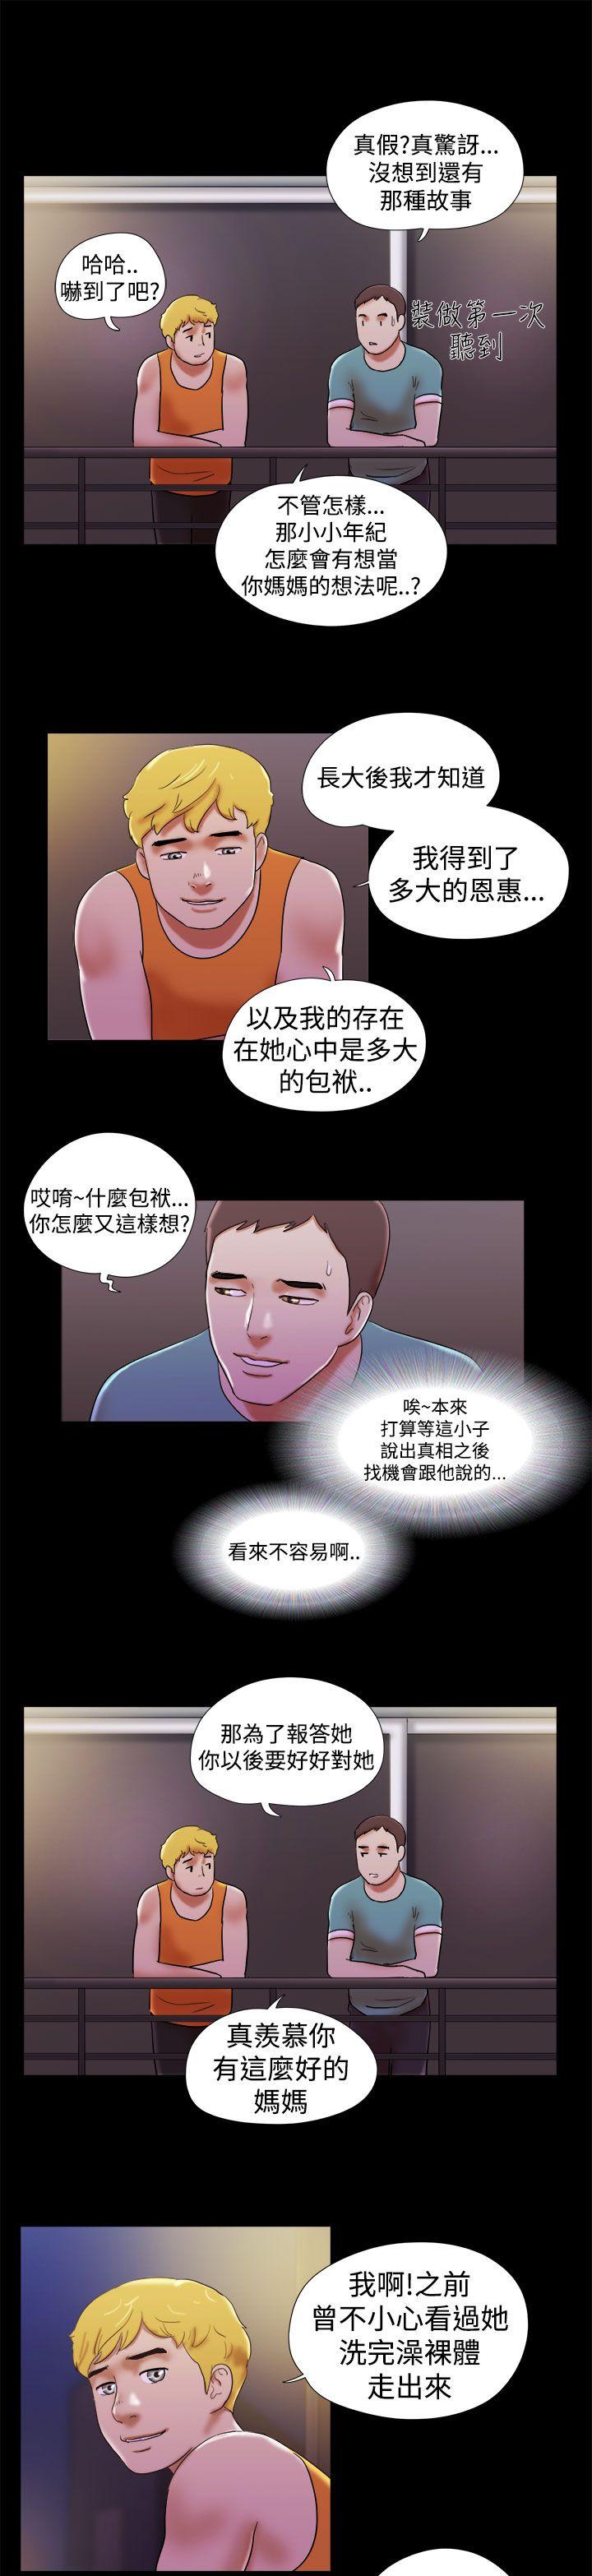 真假?真驚訝...
沒想到還有
那種故事
哈哈..
嚇到了吧?
裝做第一次
聽到
不管怎樣...
那小小年紀
怎麼會有想當
你媽媽的想法呢..?
長大後我才知道
我得到了
多大的恩惠...
以及我的存在
在她心中是多大
的包袱..
哎唷~什麼包袱...
你怎麼又這樣想?
唉~本來
打算等這小子
說出真相之後
找機會跟他說的...
看來不容易啊..
那為了報答她
你以後要好好對她
真羨慕你
有這麼好的
媽媽
我啊!之前
曾不小心看過她
洗完澡裸體
走出來